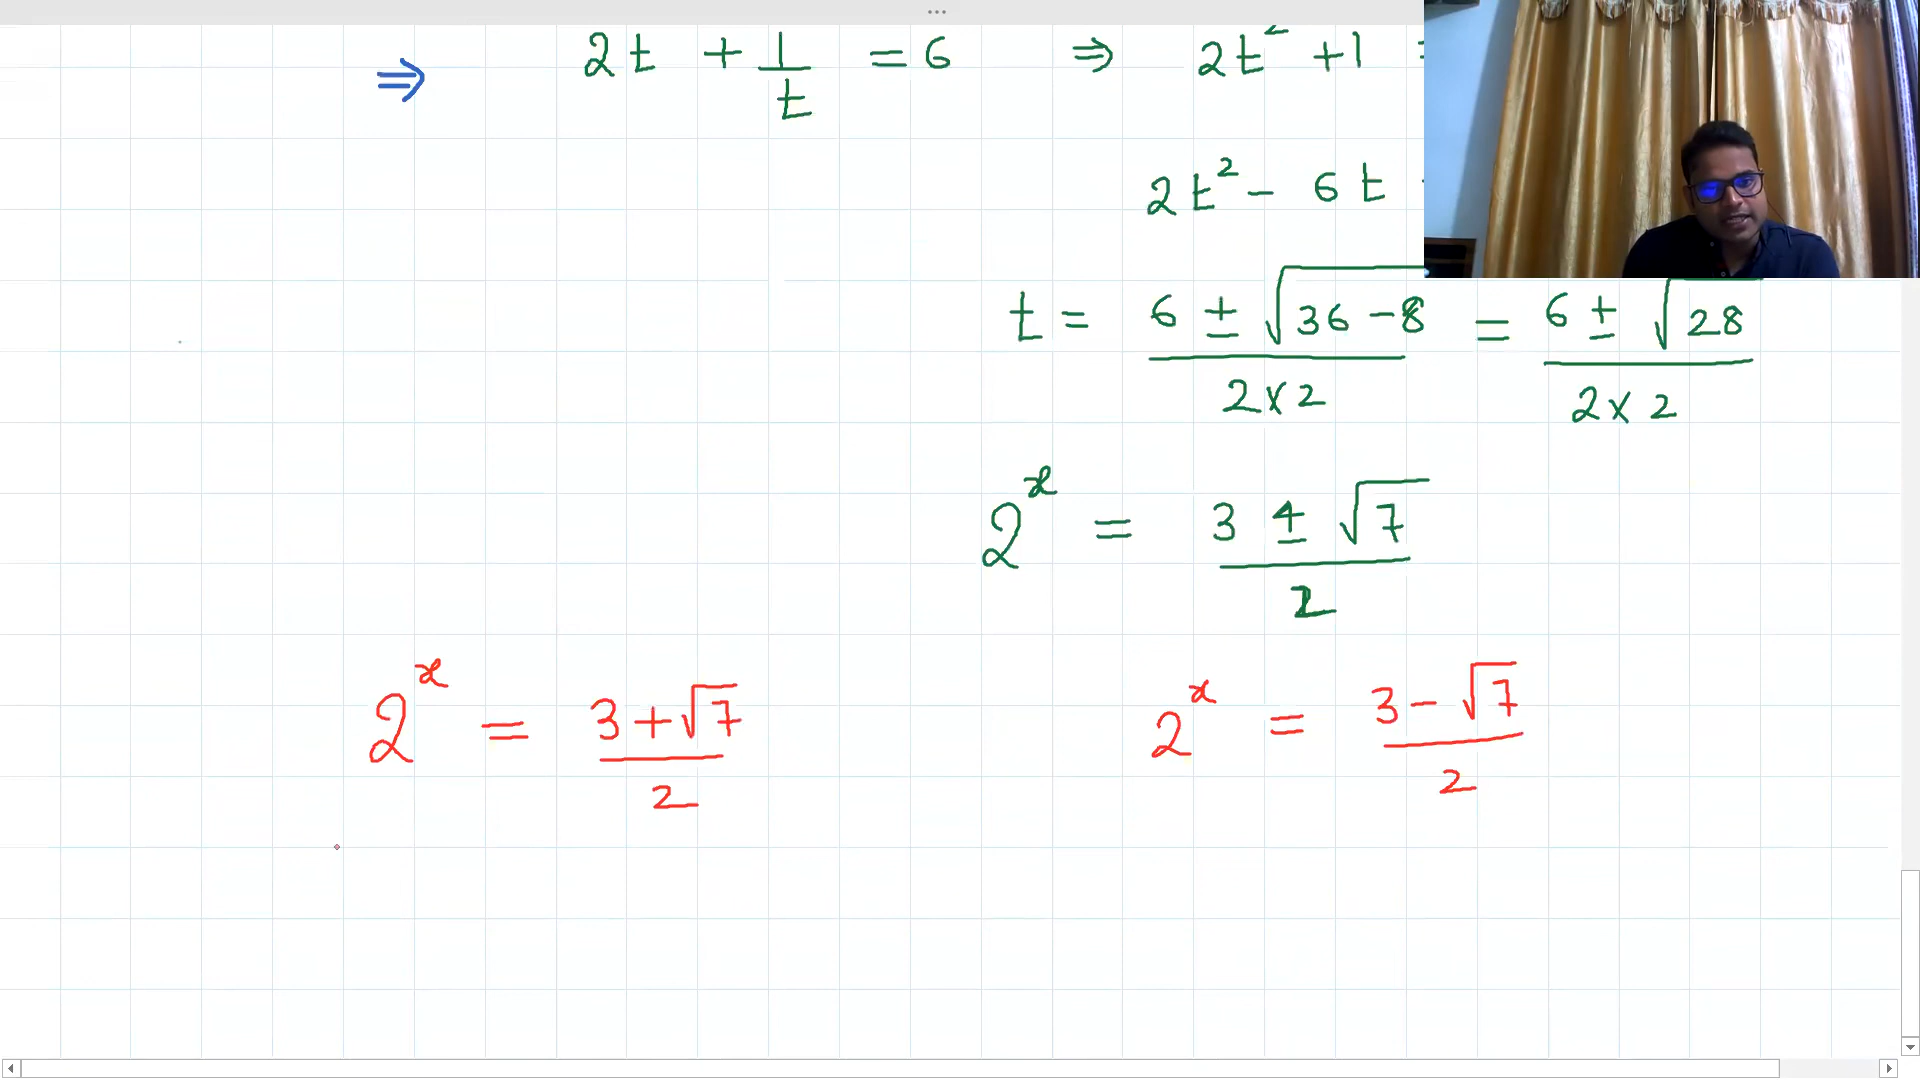 ⇒ 2t + 1/t = 6 ⇒ 2t² + 1 =
2t² - 6t
t = (6 ± √(36 - 8))/(2×2) = (6 ± √28)/(2×2)
2^x = (3 ± √7)/2
2^x = (3 + √7)/2
2^x = (3 - √7)/2